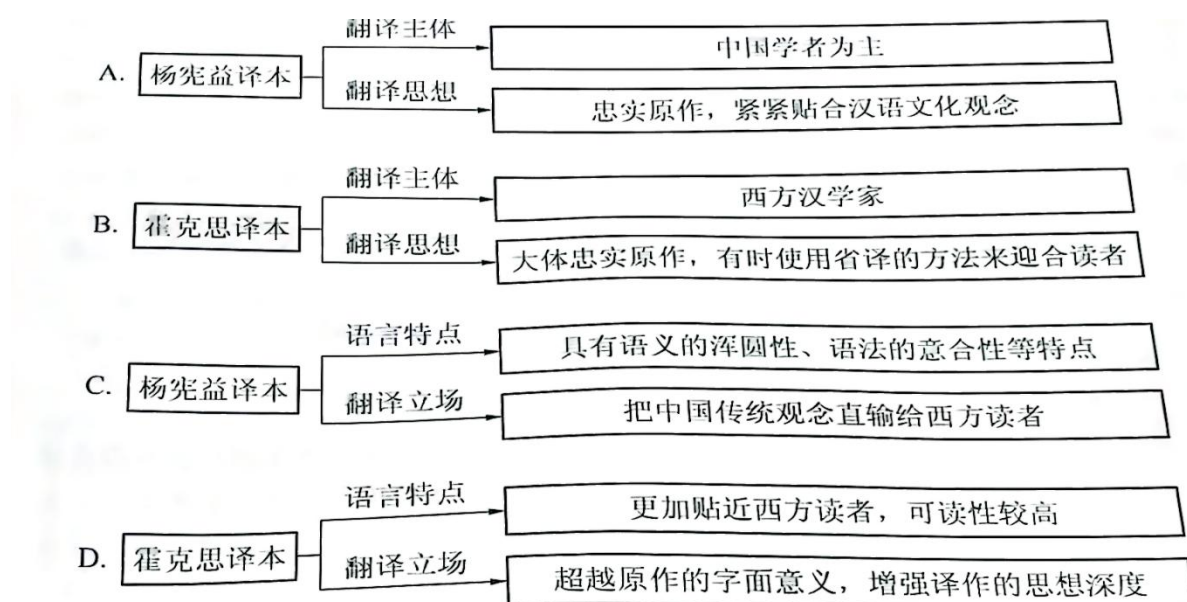 翻译主体
中国学者为主
A. 杨宪益译本
翻译思想
忠实原作，紧紧贴合汉语文化观念
翻译主体
西方汉学家
B. 霍克思译本
翻译思想
大体忠实原作，有时使用省译的方法来迎合读者
语言特点
具有语义的浑圆性、语法的意合性等特点
C. 杨宪益译本
翻译立场
把中国传统观念直输给西方读者
语言特点
更加贴近西方读者，可读性较高
D. 霍克思译本
翻译立场
超越原作的字面意义，增强译作的思想深度